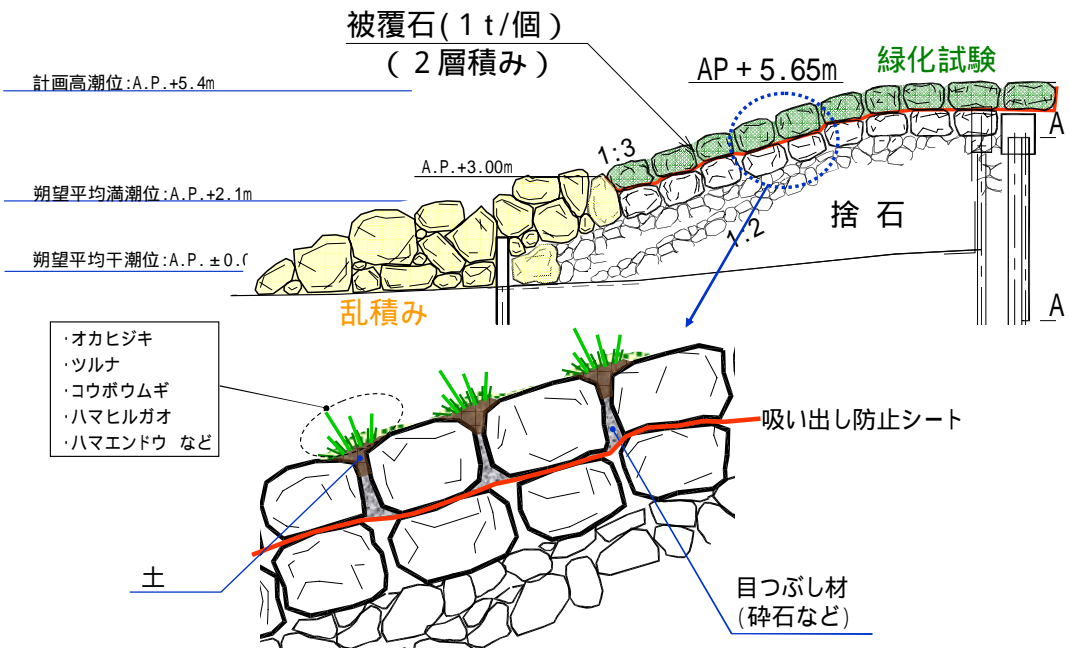 被覆石(１ｔ/個)
(２層積み)
緑化試験
AP＋5.65m
計画高潮位:A.P.+5.4m
A
1:3
A.P.+3.00m
朔望平均満潮位:A.P.+2.1m
捨 石
1:2
朔望平均干潮位:A.P.±0.0
乱積み
A
･オカヒジキ
･ツルナ
･コウボウムギ
･ハマヒルガオ
･ハマエンドウ など
吸い出し防止シート
土
目つぶし材
(砕石など)